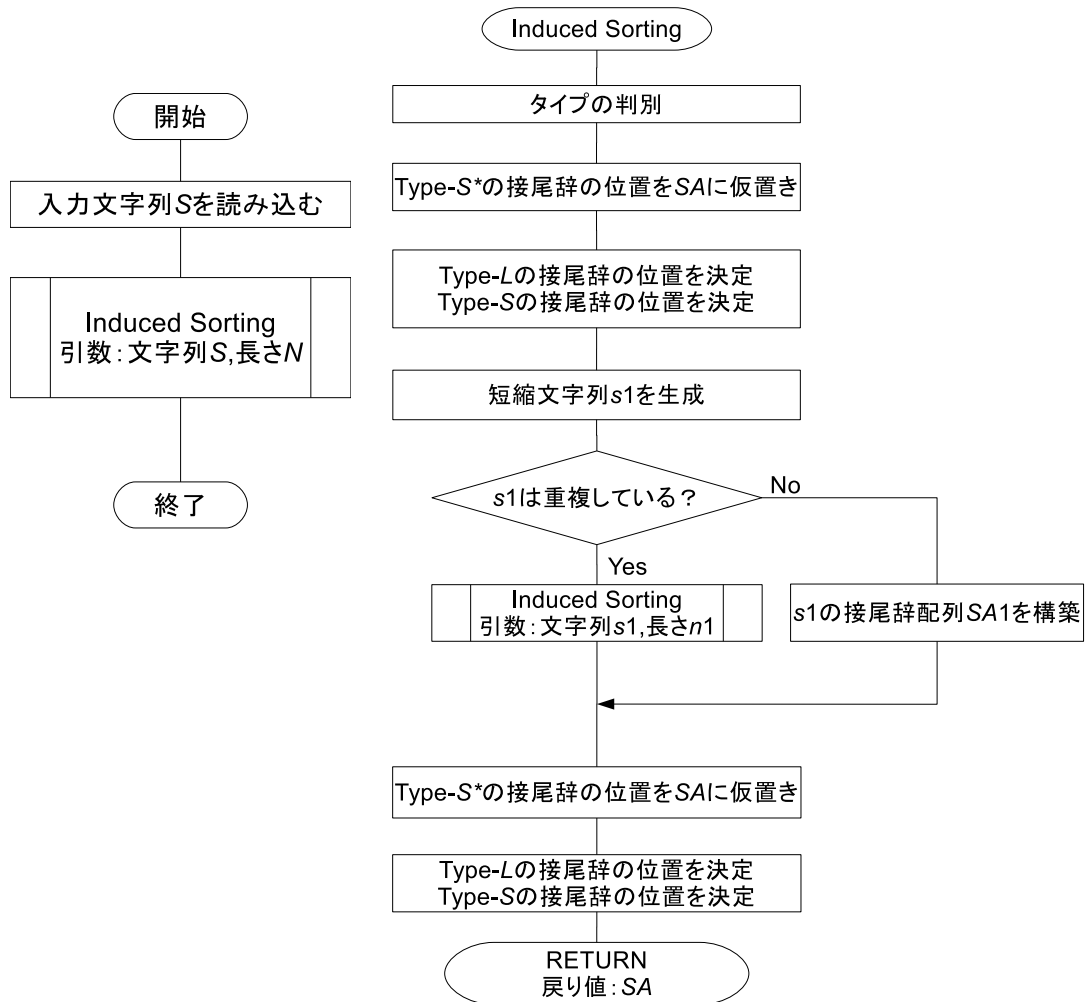 開始
入力文字列Sを読み込む
Induced Sorting
引数：文字列S,長さN
終了
Induced Sorting
タイプの判別
Type-S*の接尾辞の位置をSAに仮置き
Type-Lの接尾辞の位置を決定
Type-Sの接尾辞の位置を決定
短縮文字列s1を生成
s1は重複している？
No
Yes
Induced Sorting
引数：文字列s1,長さn1
s1の接尾辞配列SA1を構築
Type-S*の接尾辞の位置をSAに仮置き
Type-Lの接尾辞の位置を決定
Type-Sの接尾辞の位置を決定
RETURN
戻り値：SA